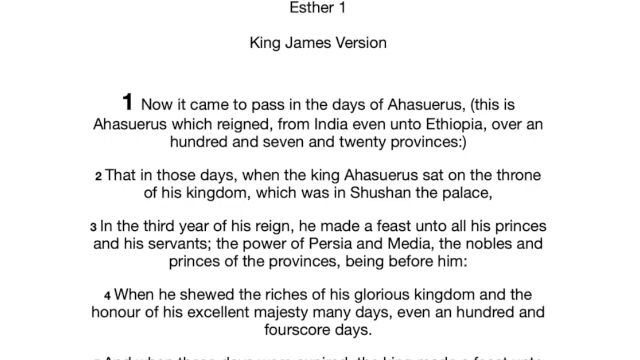 Esther 1
King James Version
1 Now it came to pass in the days of Ahasuerus, (this is
Ahasuerus which reigned, from India even unto Ethiopia, over an
hundred and seven and twenty provinces:)
2 That in those days, when the king Ahasuerus sat on the throne
of his kingdom, which was in Shushan the palace,
3 In the third year of his reign, he made a feast unto all his princes
and his servants; the power of Persia and Media, the nobles and
princes of the provinces, being before him:
4 When he shewed the riches of his glorious kingdom and the
honour of his excellent majesty many days, even an hundred and
fourscore days.